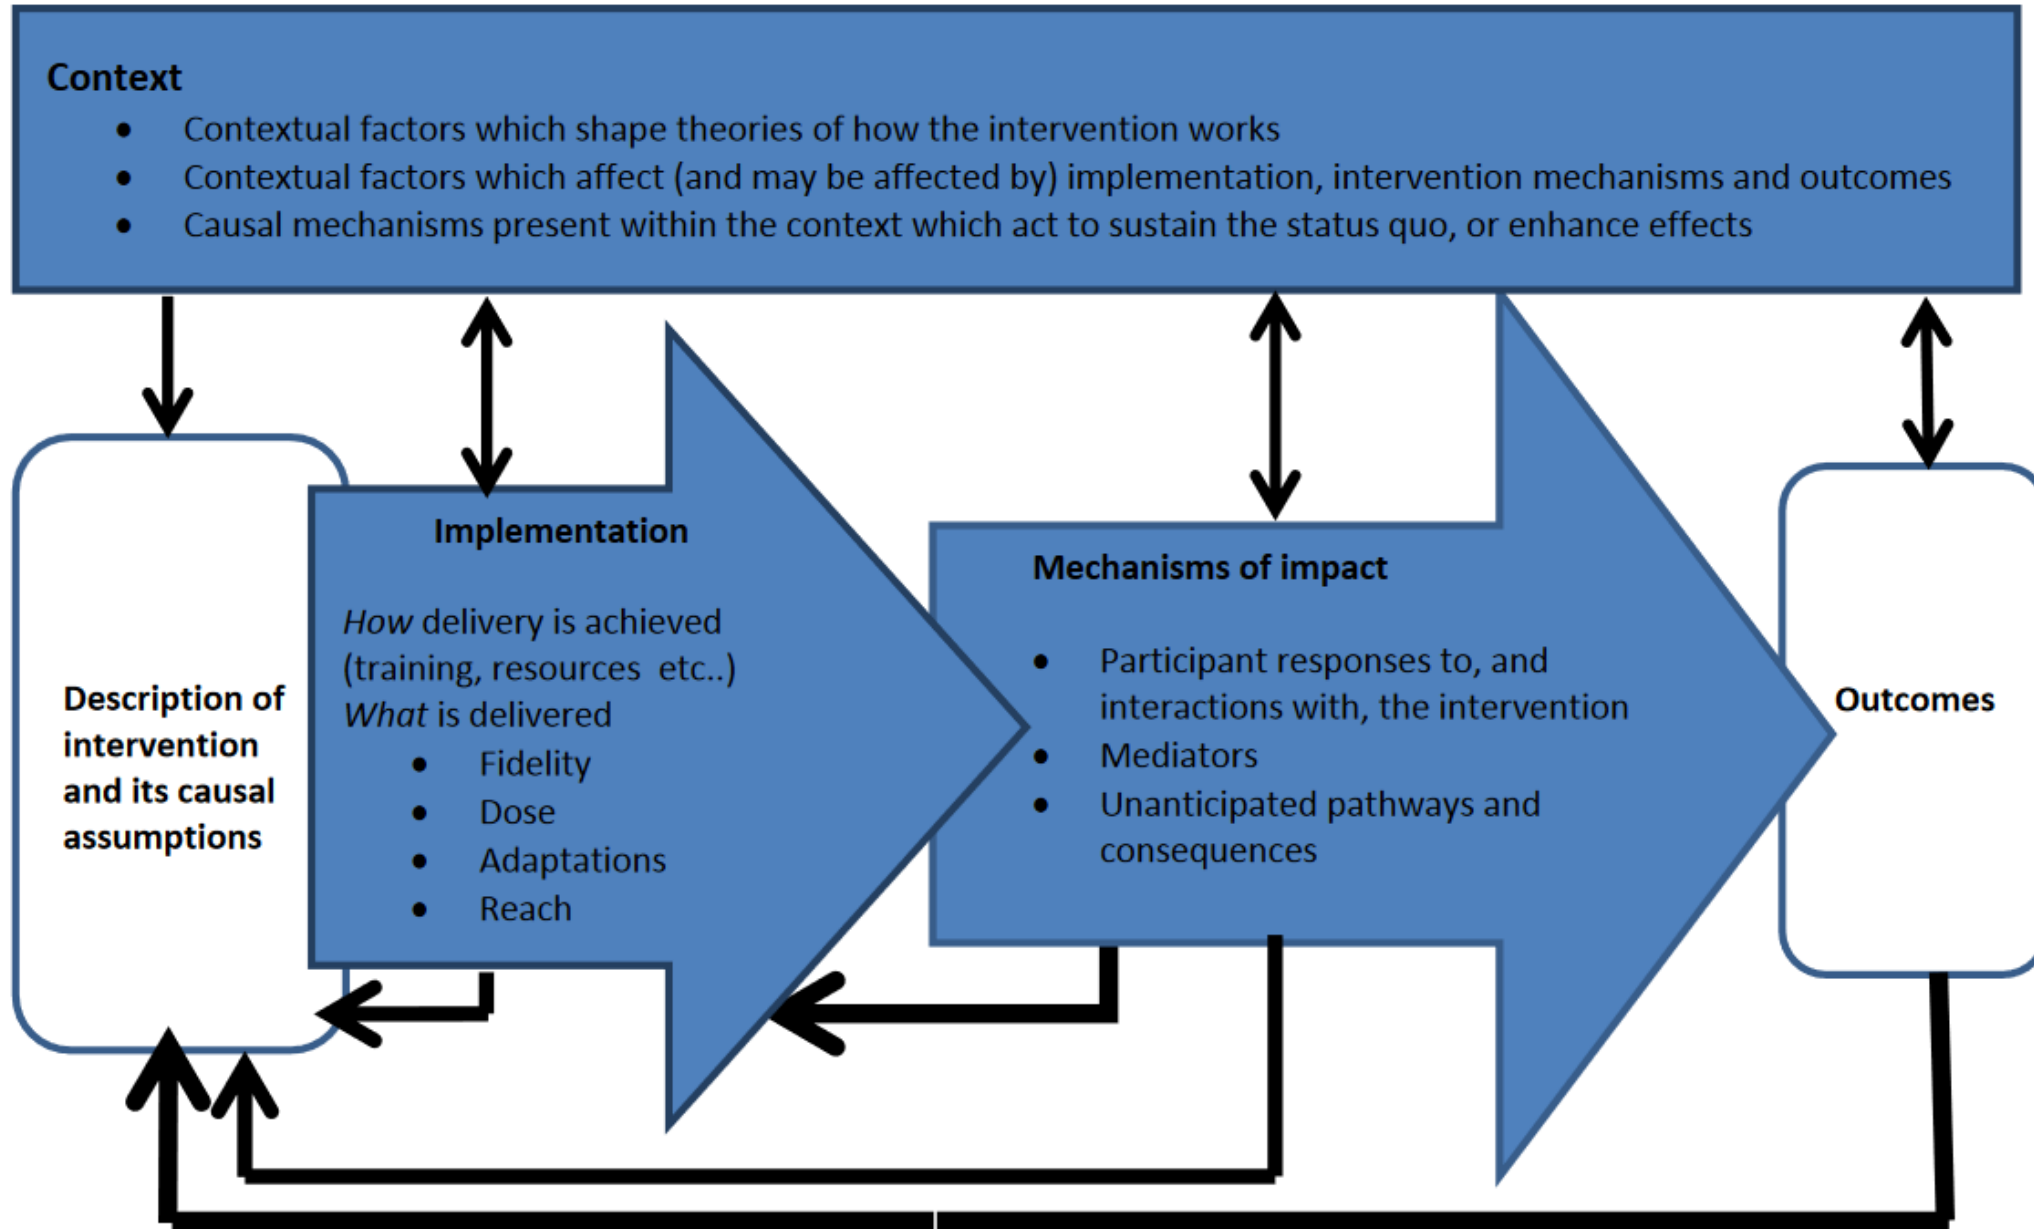 Context
• Contextual factors which shape theories of how the intervention works
• Contextual factors which affect (and may be affected by) implementation, intervention mechanisms and outcomes
• Causal mechanisms present within the context which act to sustain the status quo, or enhance effects
Description of
intervention
and its causal
assumptions
Implementation
How delivery is achieved
(training, resources etc..)
What is delivered
• Fidelity
• Dose
• Adaptations
• Reach
Mechanisms of impact
• Participant responses to, and
interactions with, the intervention
• Mediators
• Unanticipated pathways and
consequences
Outcomes